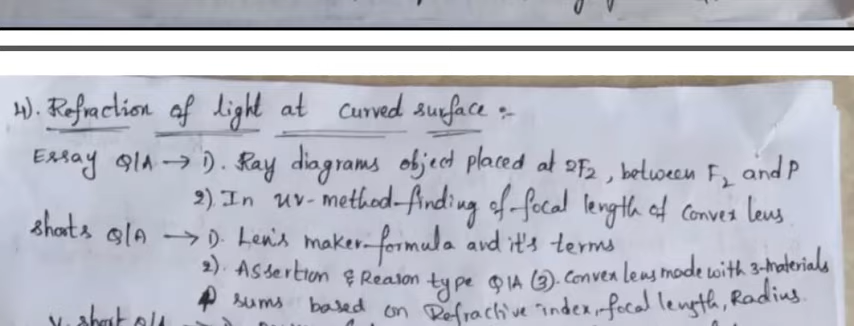 4). Refraction of light at curved surface :-
Essay Q/A → 1). Ray diagrams object placed at 2F2, between F2 and P
2) In uv-method-finding of focal length of convex lens
shorts Q/A → 1). Len's maker formula and it's terms
2). Assertion & Reason type Q/A (3). Convex lens made with 3-materials
sums based on Refractive index, focal length, Radius.
V. short Q/A